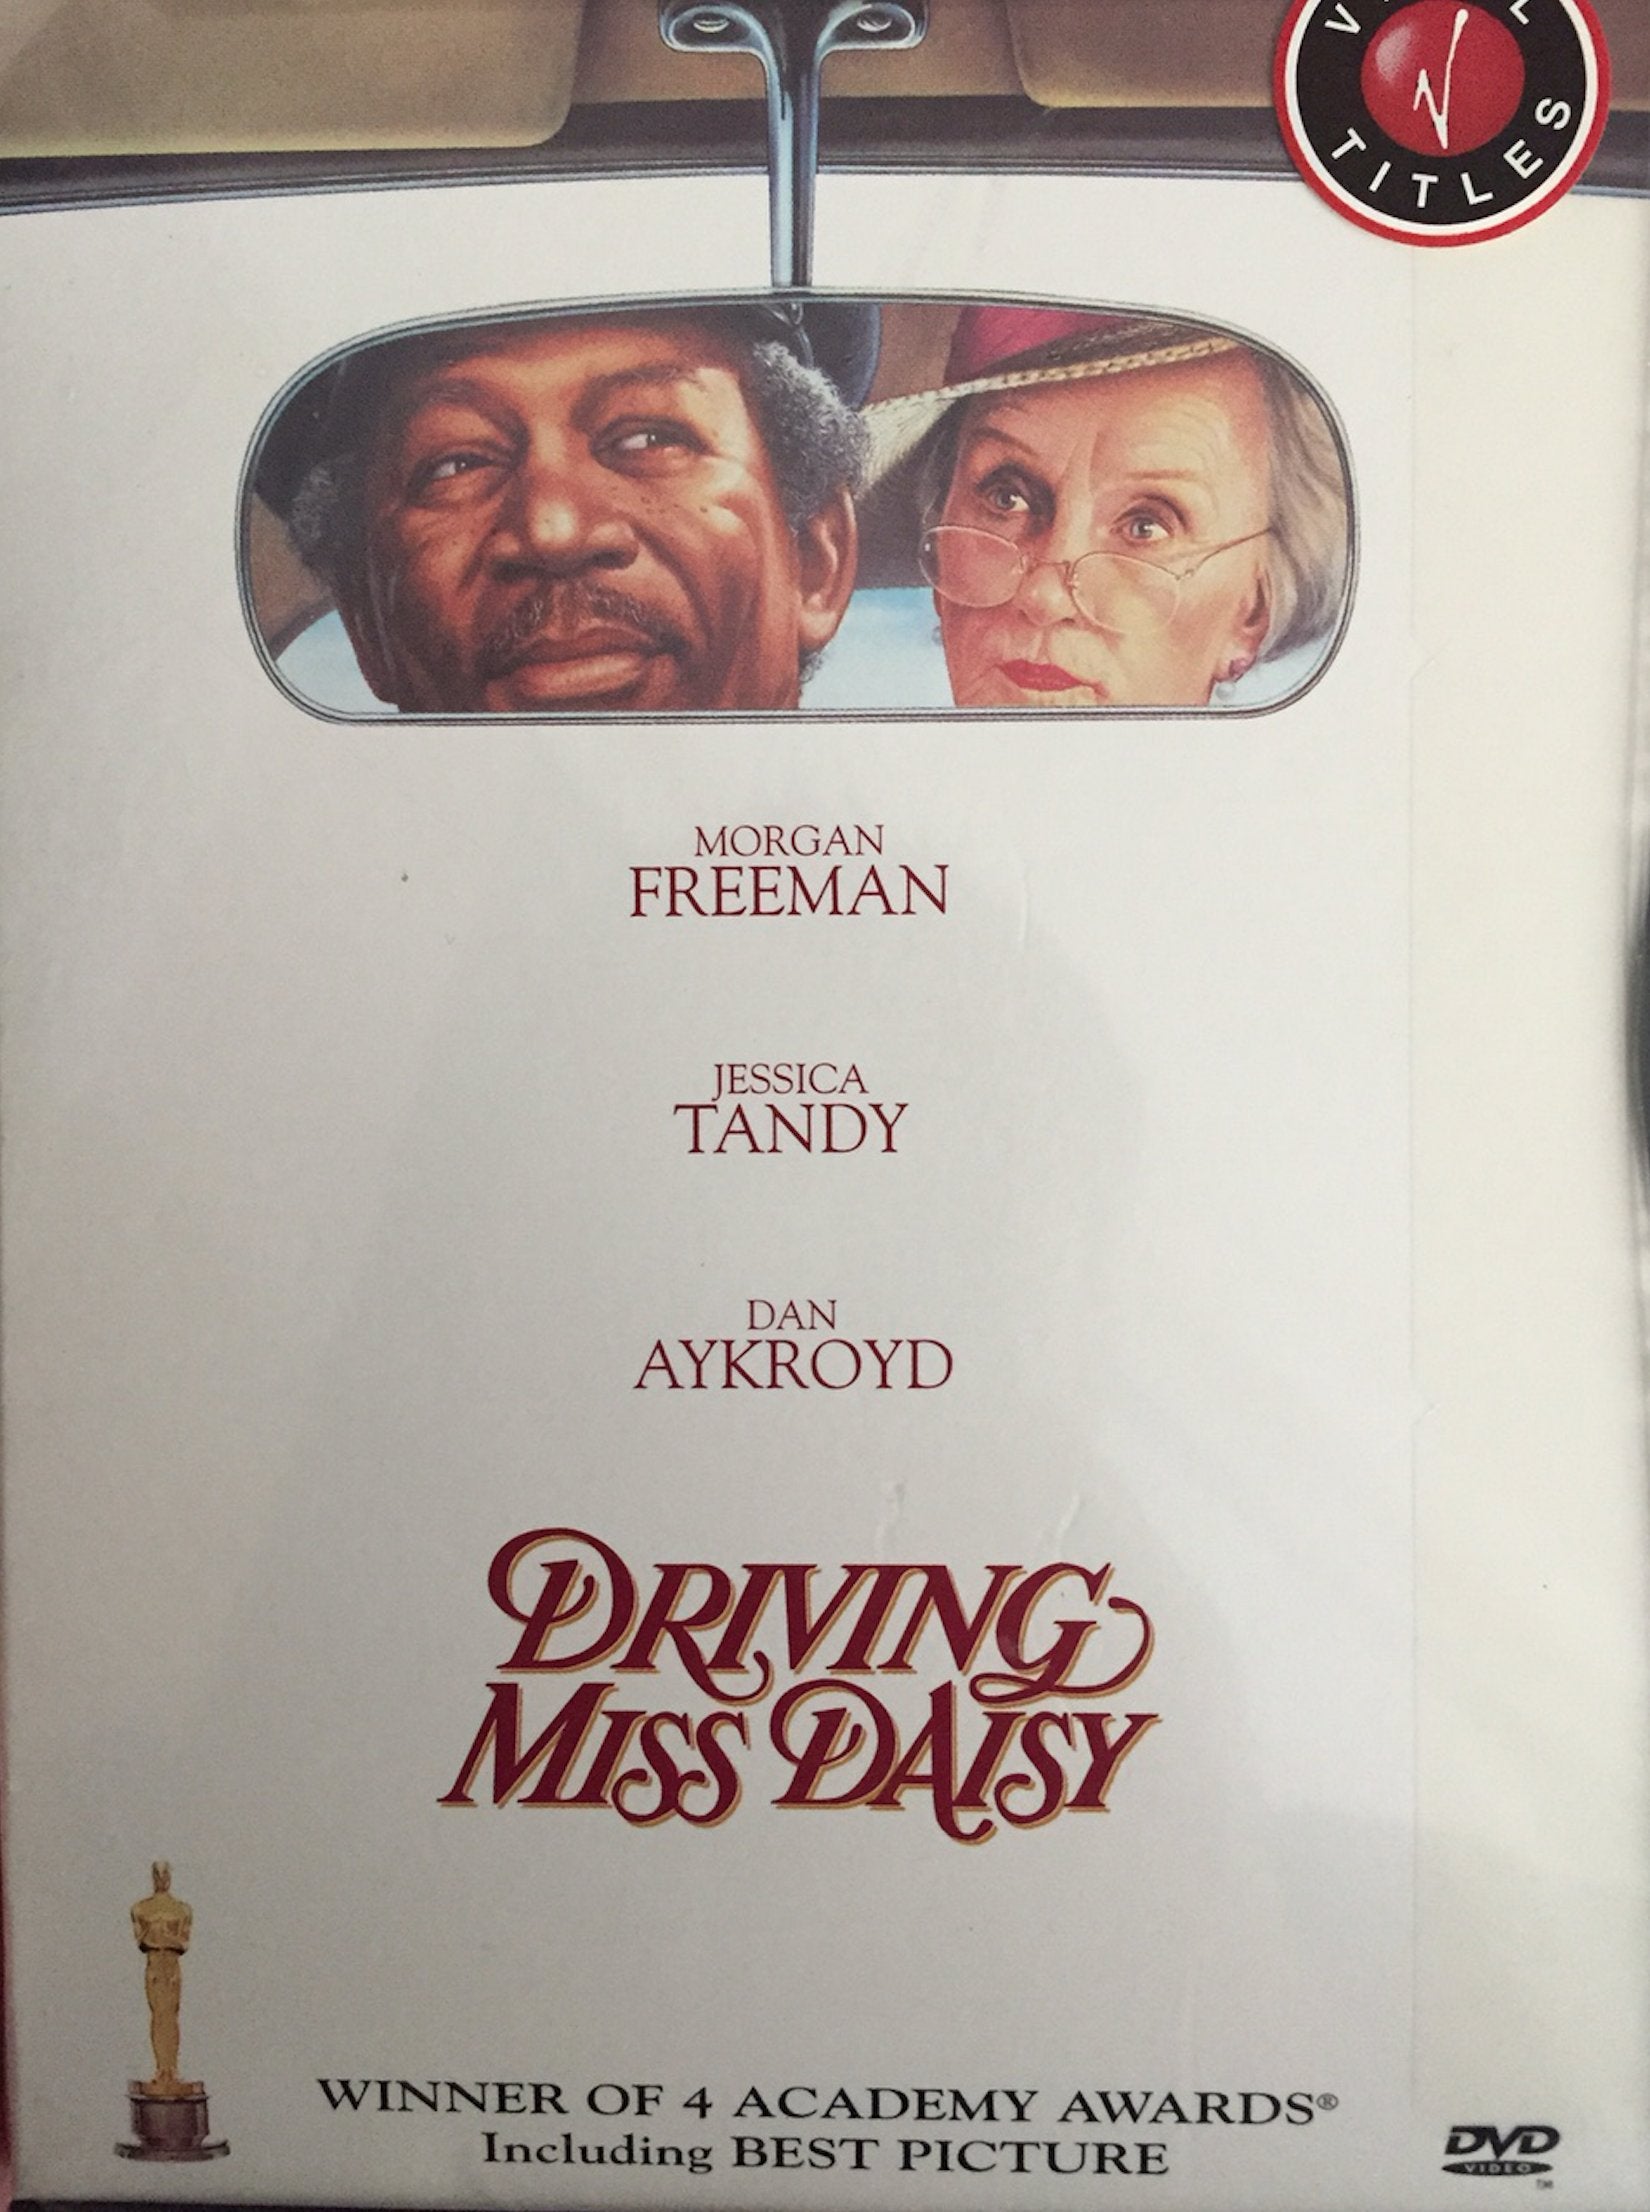 TITLES
MORGAN
FREEMAN
JESSICA
TANDY
DAN
AYKROYD
DRIVING
MISS DAISY
WINNER OF 4 ACADEMY AWARDS®
Including BEST PICTURE
DVD
VIDEO
TM